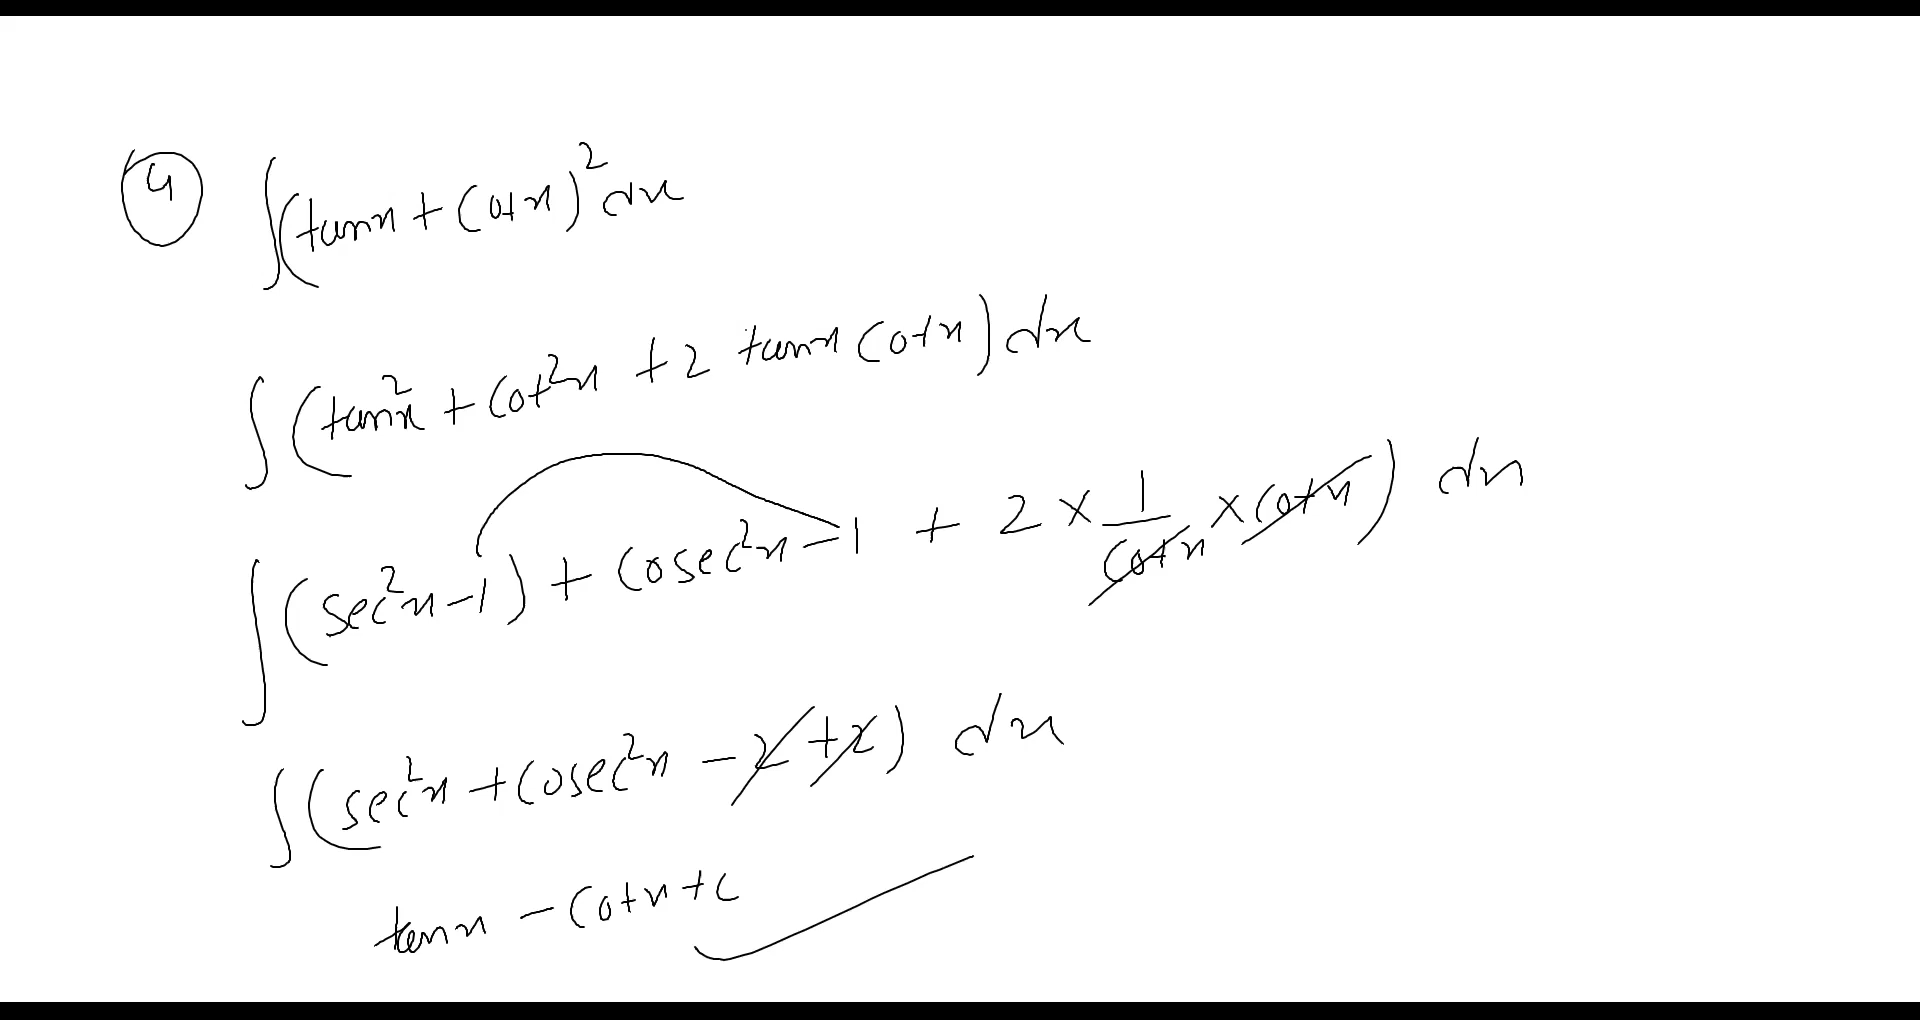 4 ∫(tanx + cotx)² dx
∫(tan²x + cot²x + 2 tanx cotx) dx
∫(sec²x - 1) + cosec²x - 1 + 2 × 1/cotx × cotx) dx
∫(sec²x + cosec²x - 2 + 2) dx
tanx - cotx + c